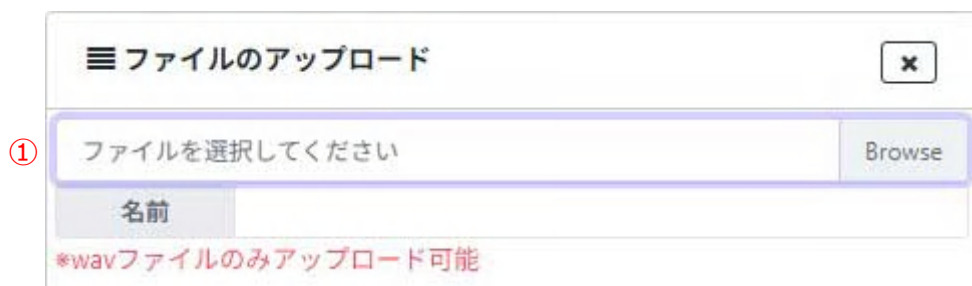 ファイルのアップロード
①
ファイルを選択してください Browse
名前
*wavファイルのみアップロード可能